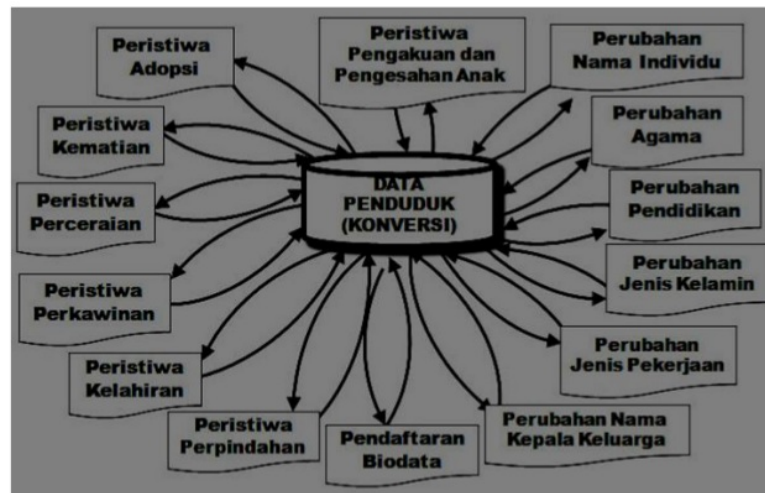 Peristiwa
Adopsi
Peristiwa
Pengakuan dan
Pengesahan Anak
Perubahan
Nama Individu
Peristiwa
Kematian
Perubahan
Agama
Peristiwa
Perceraian
DATA
PENDUDUK
(KONVERSI)
Perubahan
Pendidikan
Peristiwa
Perkawinan
Perubahan
Jenis Kelamin
Peristiwa
Kelahiran
Perubahan
Jenis Pekerjaan
Peristiwa
Perpindahan
Pendaftaran
Biodata
Perubahan Nama
Kepala Keluarga